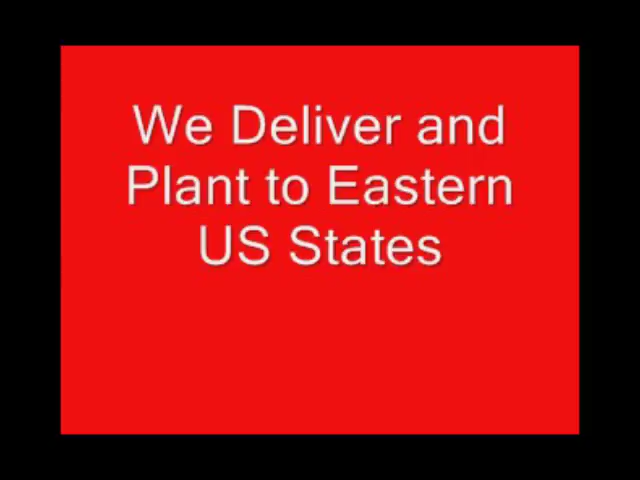 We Deliver and
Plant to Eastern
US States